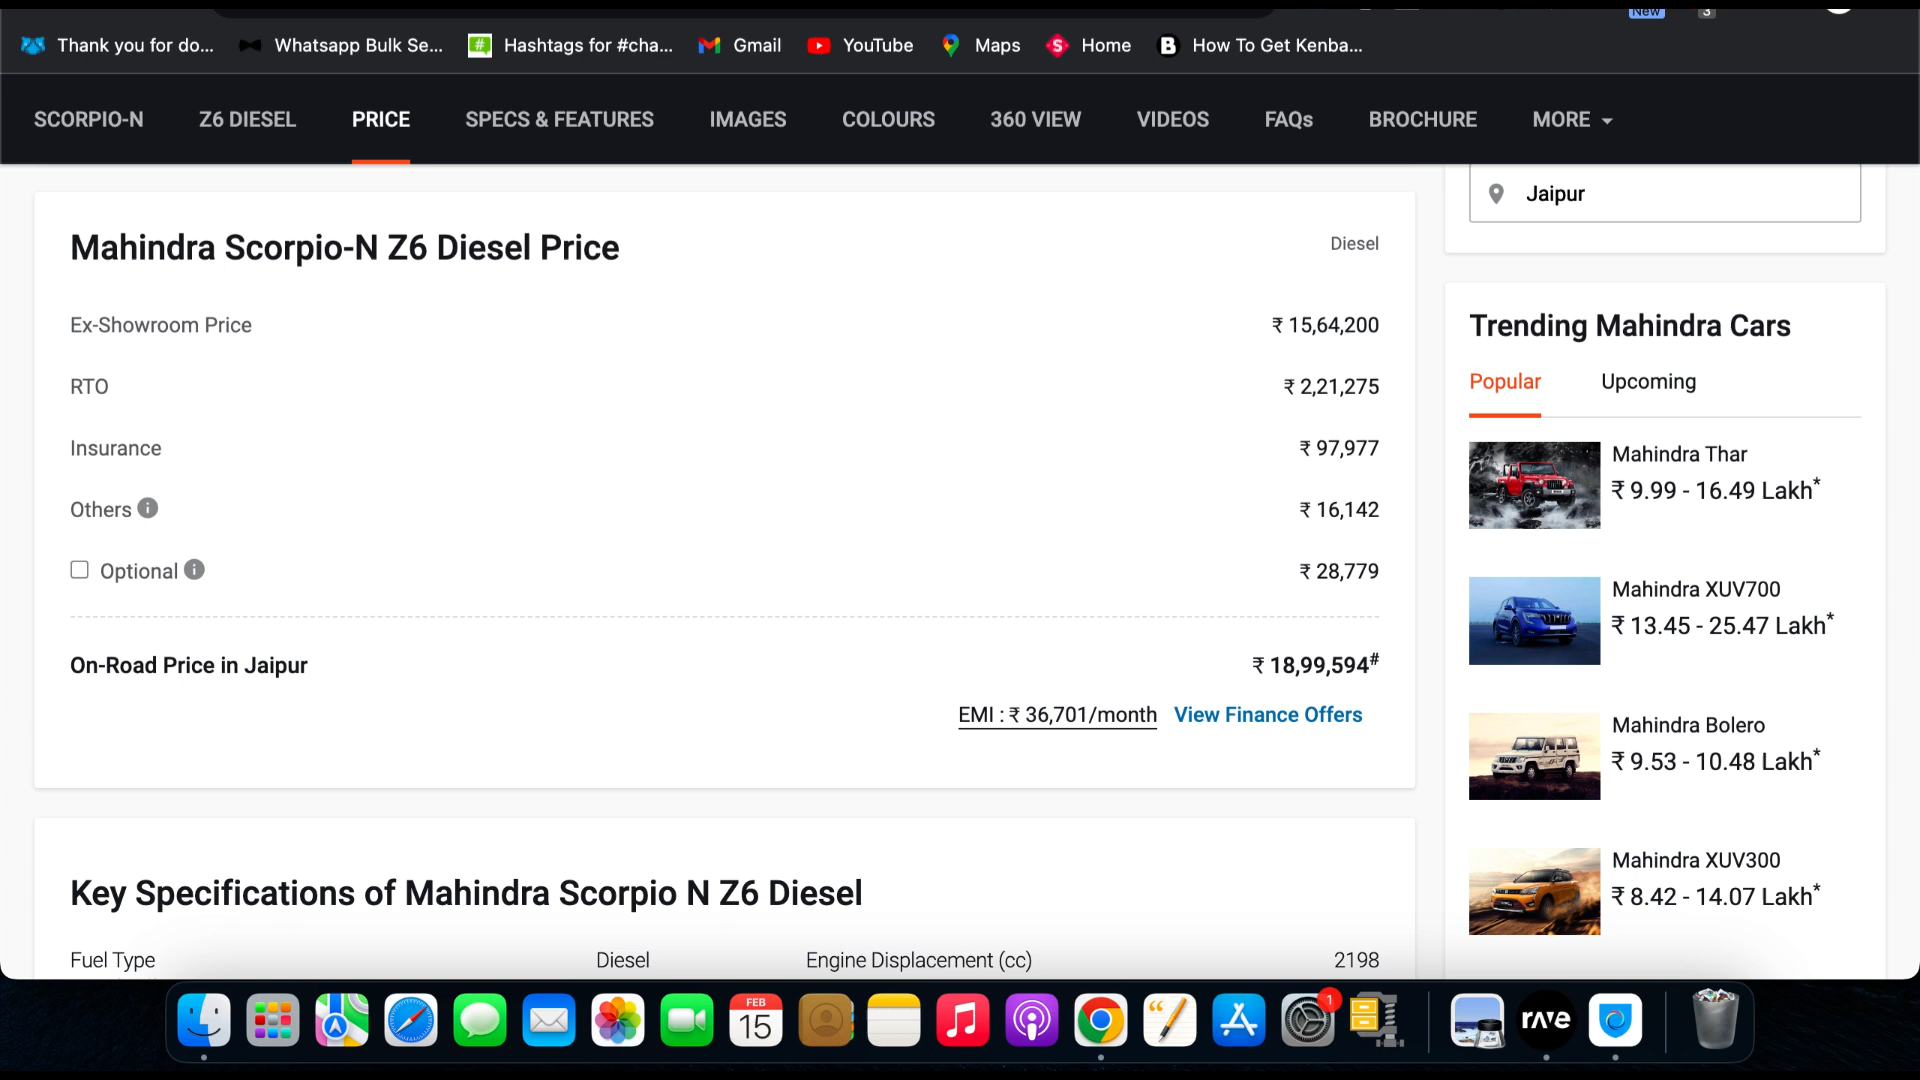 New
3
Thank you for do...
Whatsapp Bulk Se...
#
Hashtags for #cha...
Gmail
YouTube
Maps
S
Home
B
How To Get Kenba...
SCORPIO-N
Z6 DIESEL
PRICE
SPECS & FEATURES
IMAGES
COLOURS
360 VIEW
VIDEOS
FAQs
BROCHURE
MORE
Jaipur
Mahindra Scorpio-N Z6 Diesel Price
Diesel
Ex-Showroom Price
₹ 15,64,200
RTO
₹ 2,21,275
Insurance
₹ 97,977
Others
₹ 16,142
Optional
₹ 28,779
On-Road Price in Jaipur
₹ 18,99,594#
EMI : ₹ 36,701/month
View Finance Offers
Key Specifications of Mahindra Scorpio N Z6 Diesel
Fuel Type
Diesel
Engine Displacement (cc)
2198
Trending Mahindra Cars
Popular
Upcoming
Mahindra Thar
₹ 9.99 - 16.49 Lakh*
Mahindra XUV700
₹ 13.45 - 25.47 Lakh*
Mahindra Bolero
₹ 9.53 - 10.48 Lakh*
Mahindra XUV300
₹ 8.42 - 14.07 Lakh*
FEB
15
1
rave